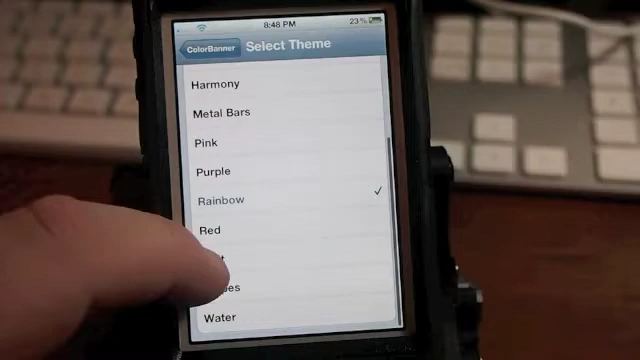 8:48 PM
23%
ColorBanner
Select Theme
Harmony
Metal Bars
Pink
Purple
Rainbow
Red
Water